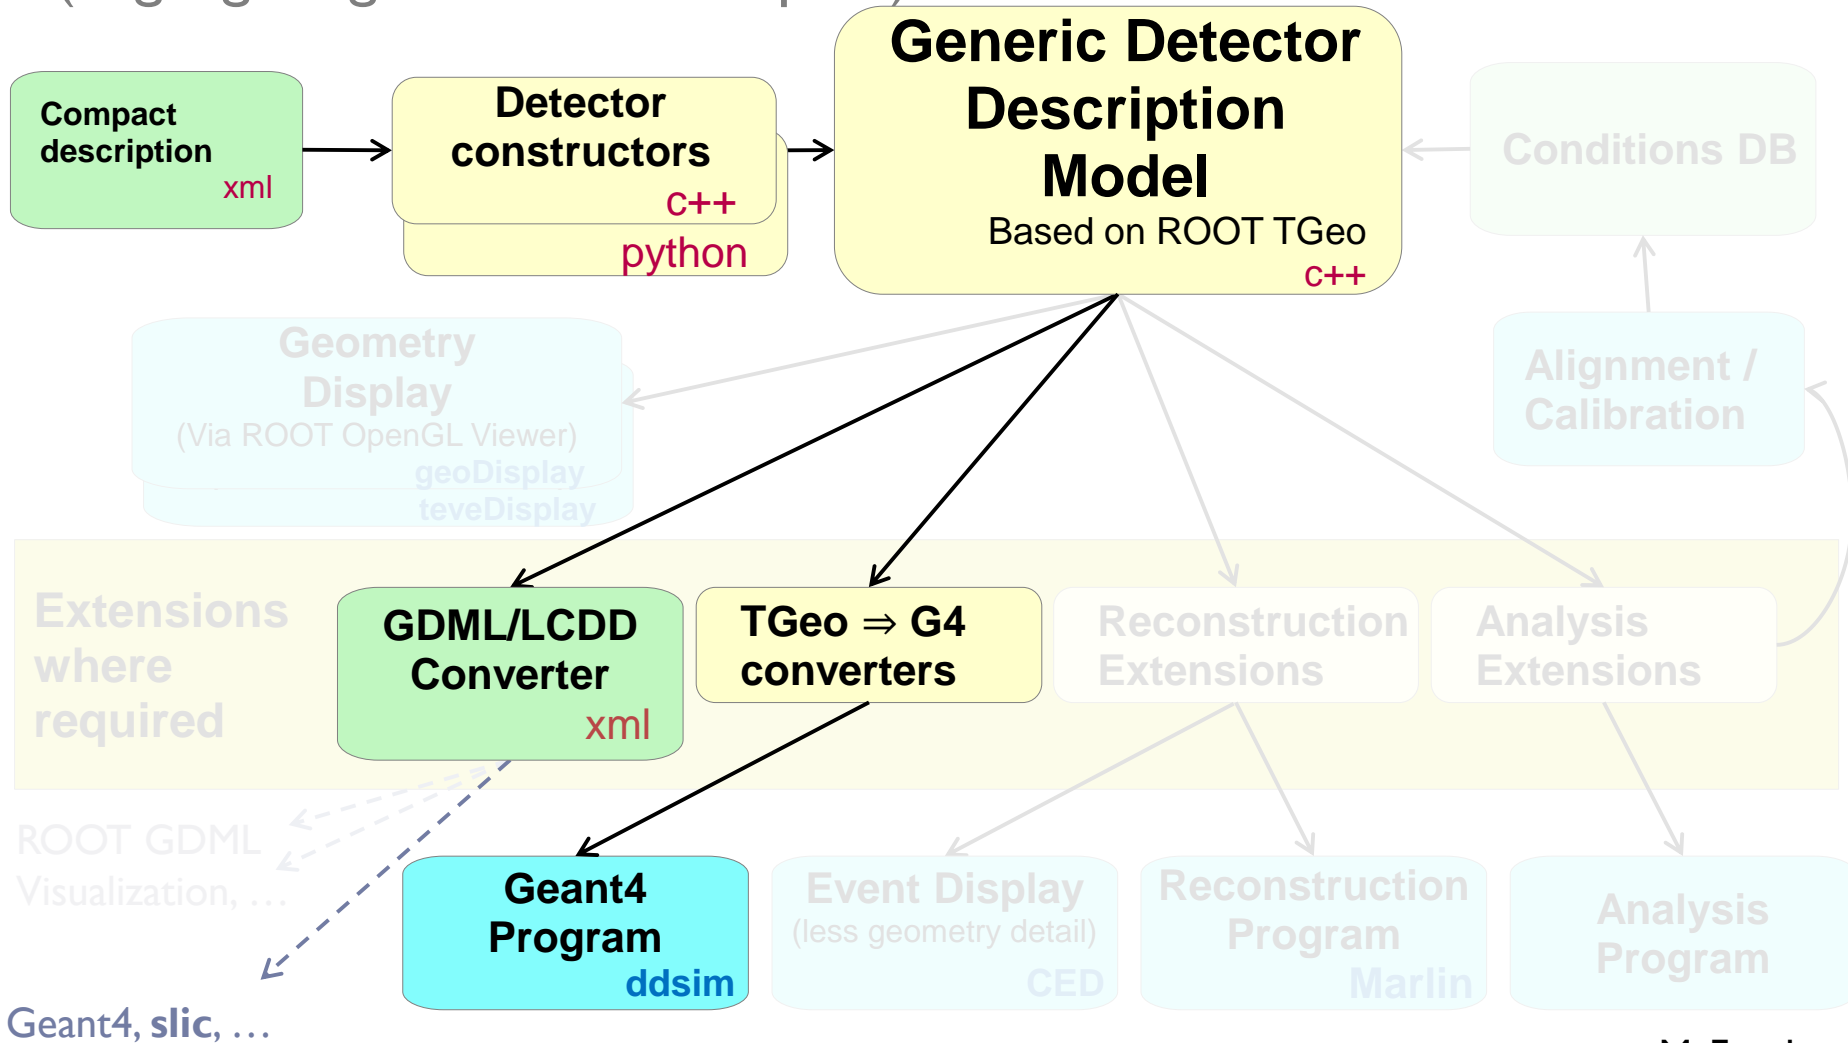 Generic Detector
Description
Model
Based on ROOT TGeo
c++
Compact
description
xml
Detector
constructors
c++
python
Conditions DB
Geometry
Display
(Via ROOT OpenGL Viewer)
geoDisplay
teveDisplay
Alignment /
Calibration
Extensions
where
required
GDML/LCDD
Converter
xml
TGeo ⇒ G4
converters
Reconstruction
Extensions
Analysis
Extensions
ROOT GDML
Visualization, …
Geant4, slic, …
Geant4
Program
ddsim
Event Display
(less geometry detail)
CED
Reconstruction
Program
Marlin
Analysis
Program